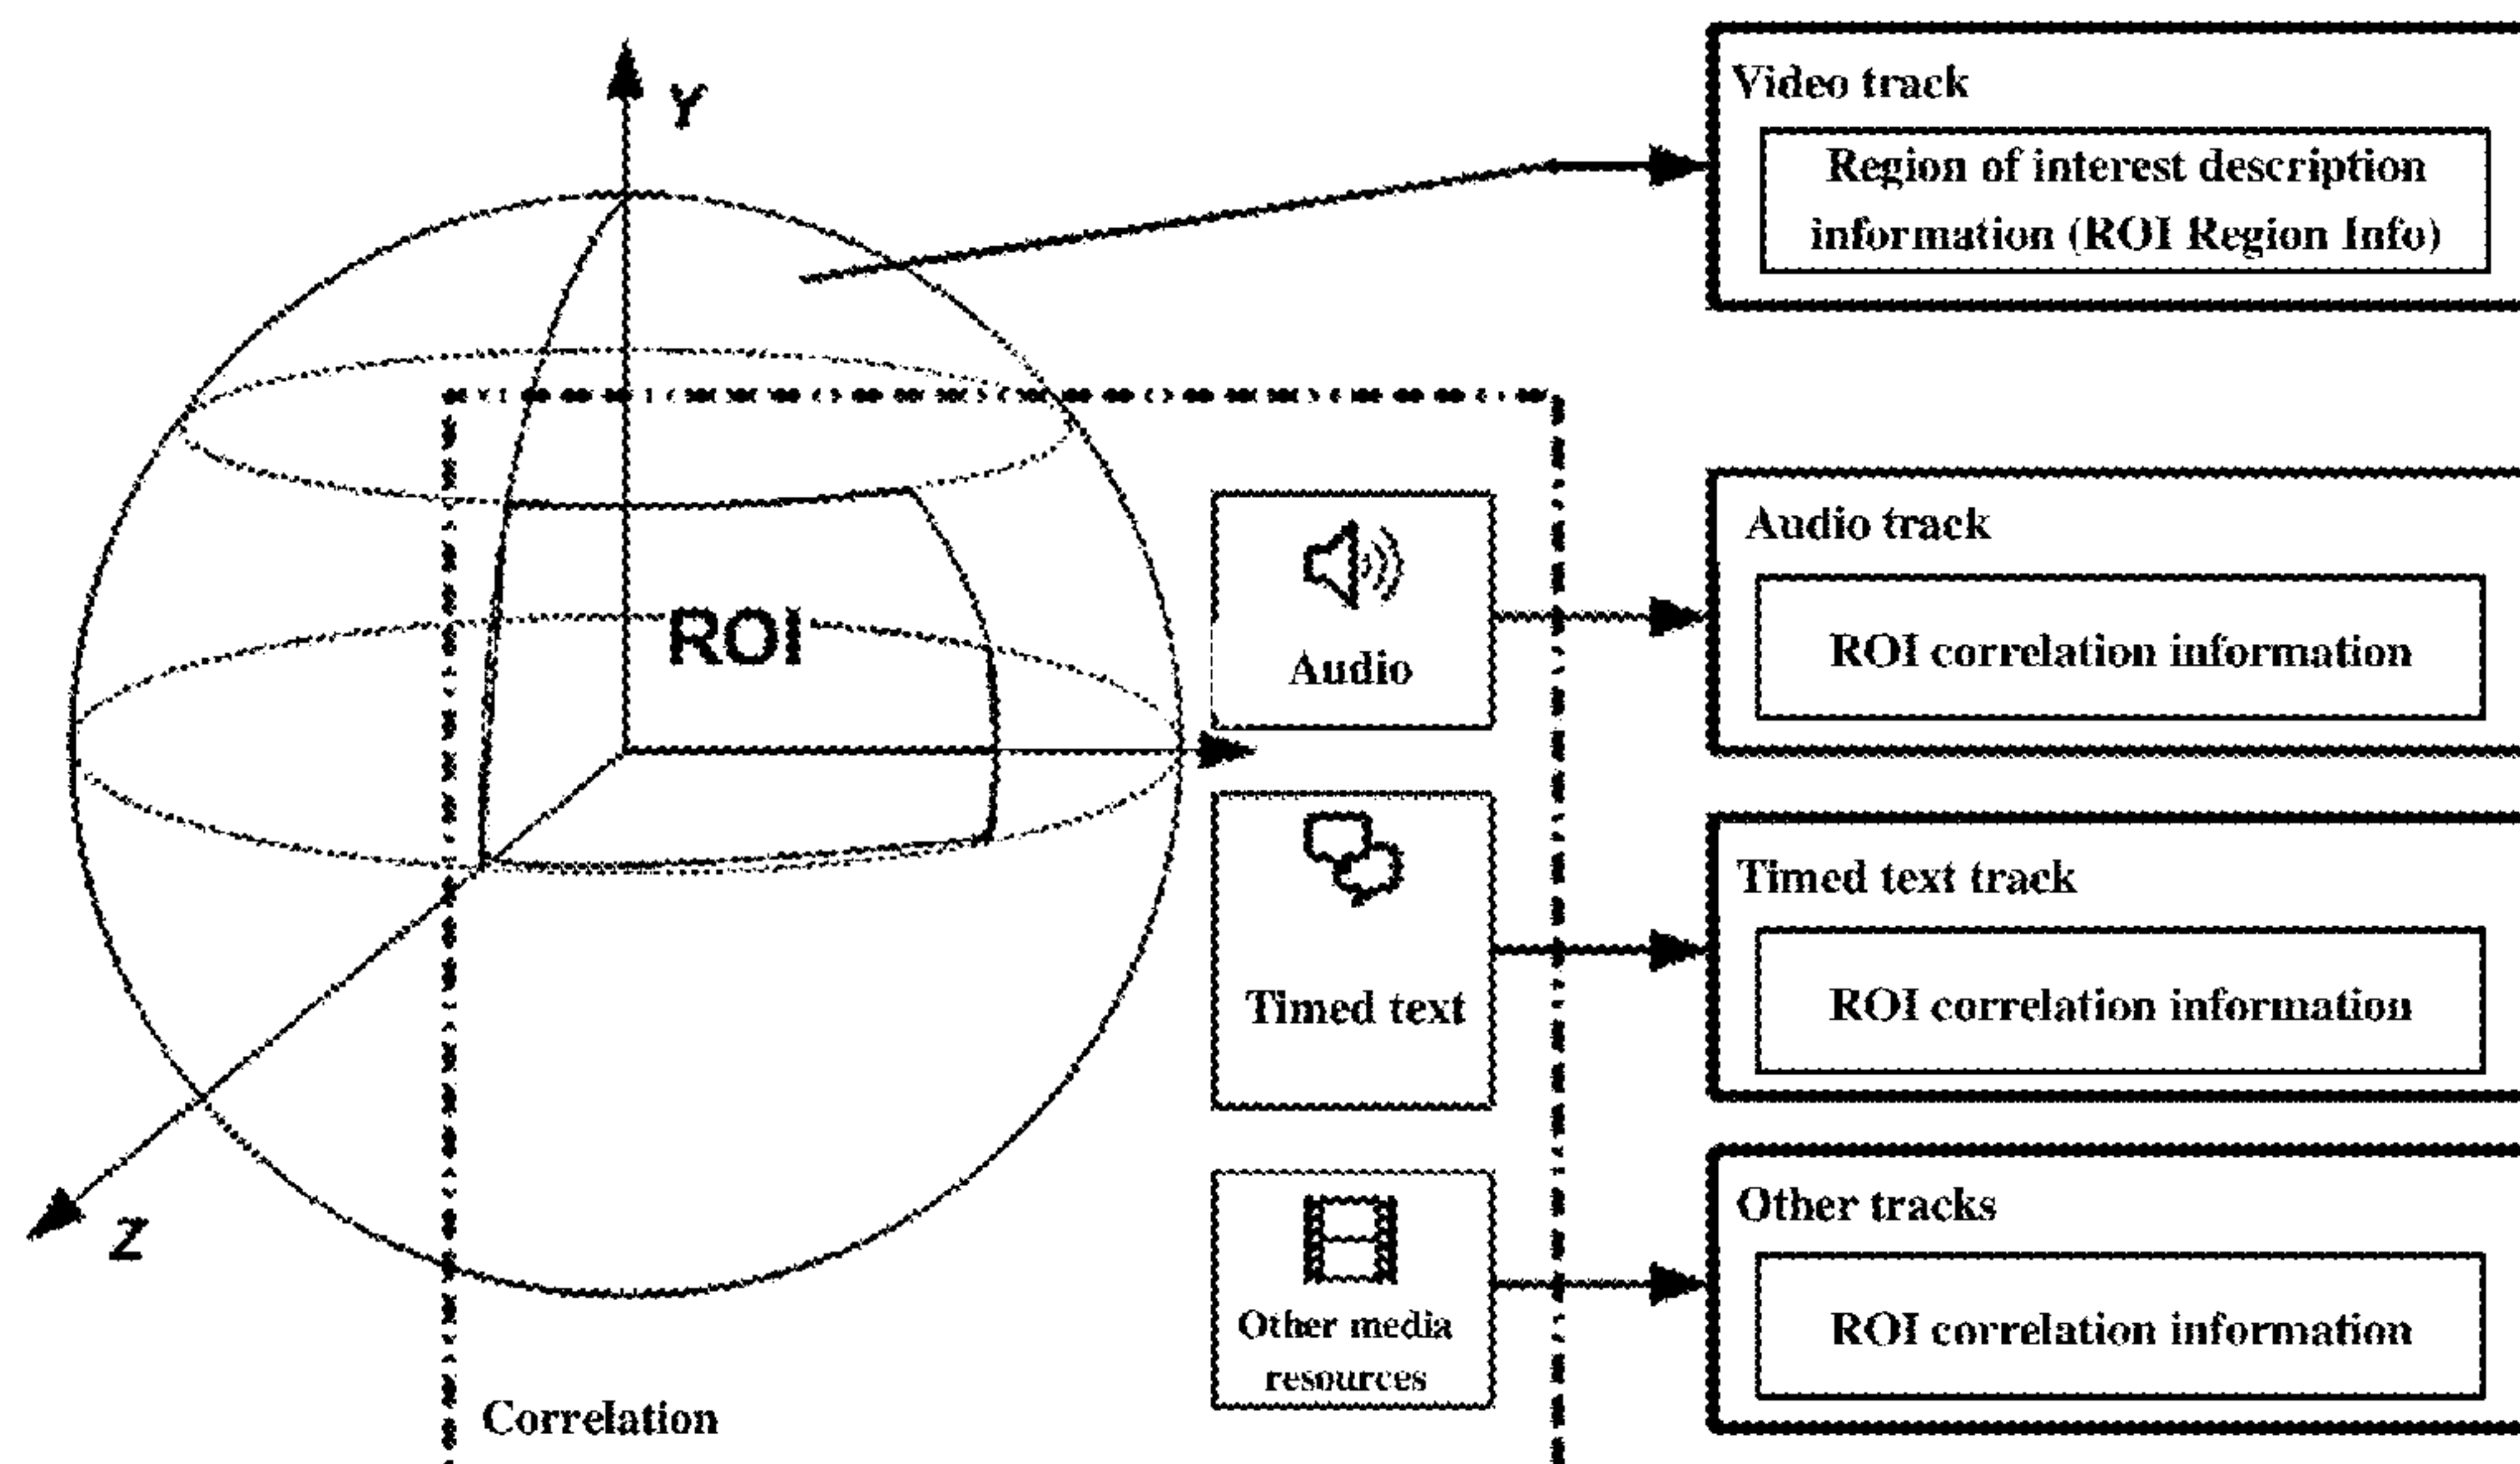 Y
Video track
Region of interest description
information (ROI Region Info)
Audio track
ROI
ROI correlation information
Audio
Timed text track
Timed text
ROI correlation information
Other tracks
Z
Other media
resources
ROI correlation information
Correlation